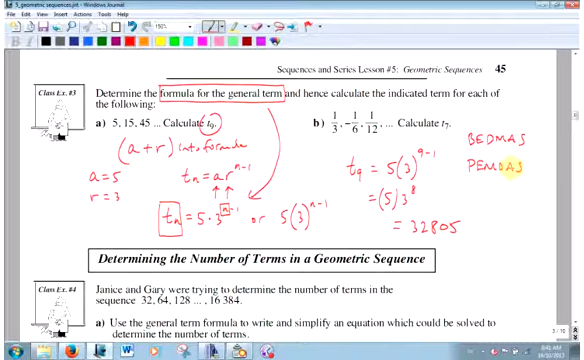 5_geometric sequences.jnt - Windows Journal
File Edit View Insert Actions Tools Help
150%
B
Sequences and Series Lesson #5: Geometric Sequences 45
Class Ex. #3
Determine the formula for the general term and hence calculate the indicated term for each of
the following:
a) 5, 15, 45 ... Calculate t₉. b) 1/3, -1/6, 1/12, ... Calculate t₇.
BEDMAS
(a + r) into formula
PEMDAS
a = 5 tₙ = arⁿ⁻¹ t₉ = 5(3)⁹⁻¹
r = 3 = (5) 3⁸
tₙ = 5 · 3ⁿ⁻¹ or 5(3)ⁿ⁻¹ = 32805
Determining the Number of Terms in a Geometric Sequence
Class Ex. #4
Janice and Gary were trying to determine the number of terms in the
sequence 32, 64, 128 ... , 16 384.
a) Use the general term formula to write and simplify an equation which could be solved to
determine the number of terms.
3 / 10
8:41 AM
16/10/2013